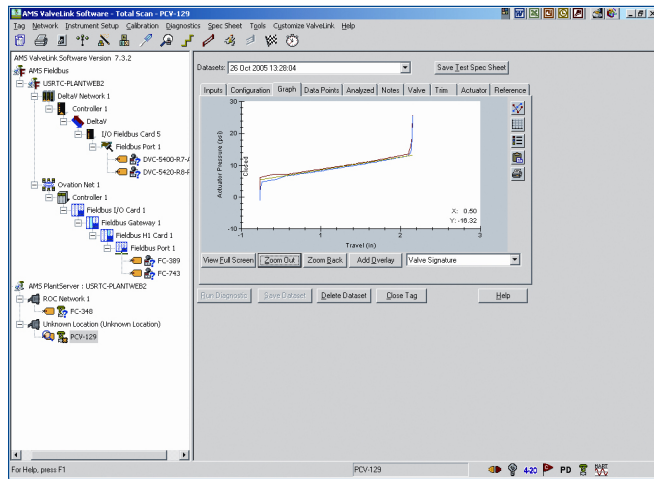 AMS ValveLink Software - Total Scan - PCV-129
Tag Network Instrument Setup Calibration Diagnostics Spec Sheet Tools Customize ValveLink Help
AMS ValveLink Software Version 7.3.2
AMS Fieldbus
USRTC-PLANTWEB2
DeltaV Network 1
Controller 1
DeltaV
I/O Fieldbus Card 5
Fieldbus Port 1
DVC-5400-R7-
DVC-5420-R8-
Ovation Net 1
Controller 1
Fieldbus I/O Card 1
Fieldbus Gateway 1
Fieldbus H1 Card 1
Fieldbus Port 1
FC-389
FC-743
AMS PlantServer : USRTC-PLANTWEB2
ROC Network 1
FC-348
Unknown Location (Unknown Location)
PCV-129
Datasets: 26 Oct 2005 13:28:04
Save Test Spec Sheet
Inputs Configuration Graph Data Points Analyzed Notes Valve Trim Actuator Reference
30
20
10
0
-10
Actuator Pressure (psi)
Closed
-1 1 2 3
Travel (in)
X: 0.50
Y: -16.32
View Full Screen Zoom Out Zoom Back Add Overlay Valve Signature
Run Diagnostic Save Dataset Delete Dataset Close Tag Help
For Help, press F1
PCV-129
4-20 PD